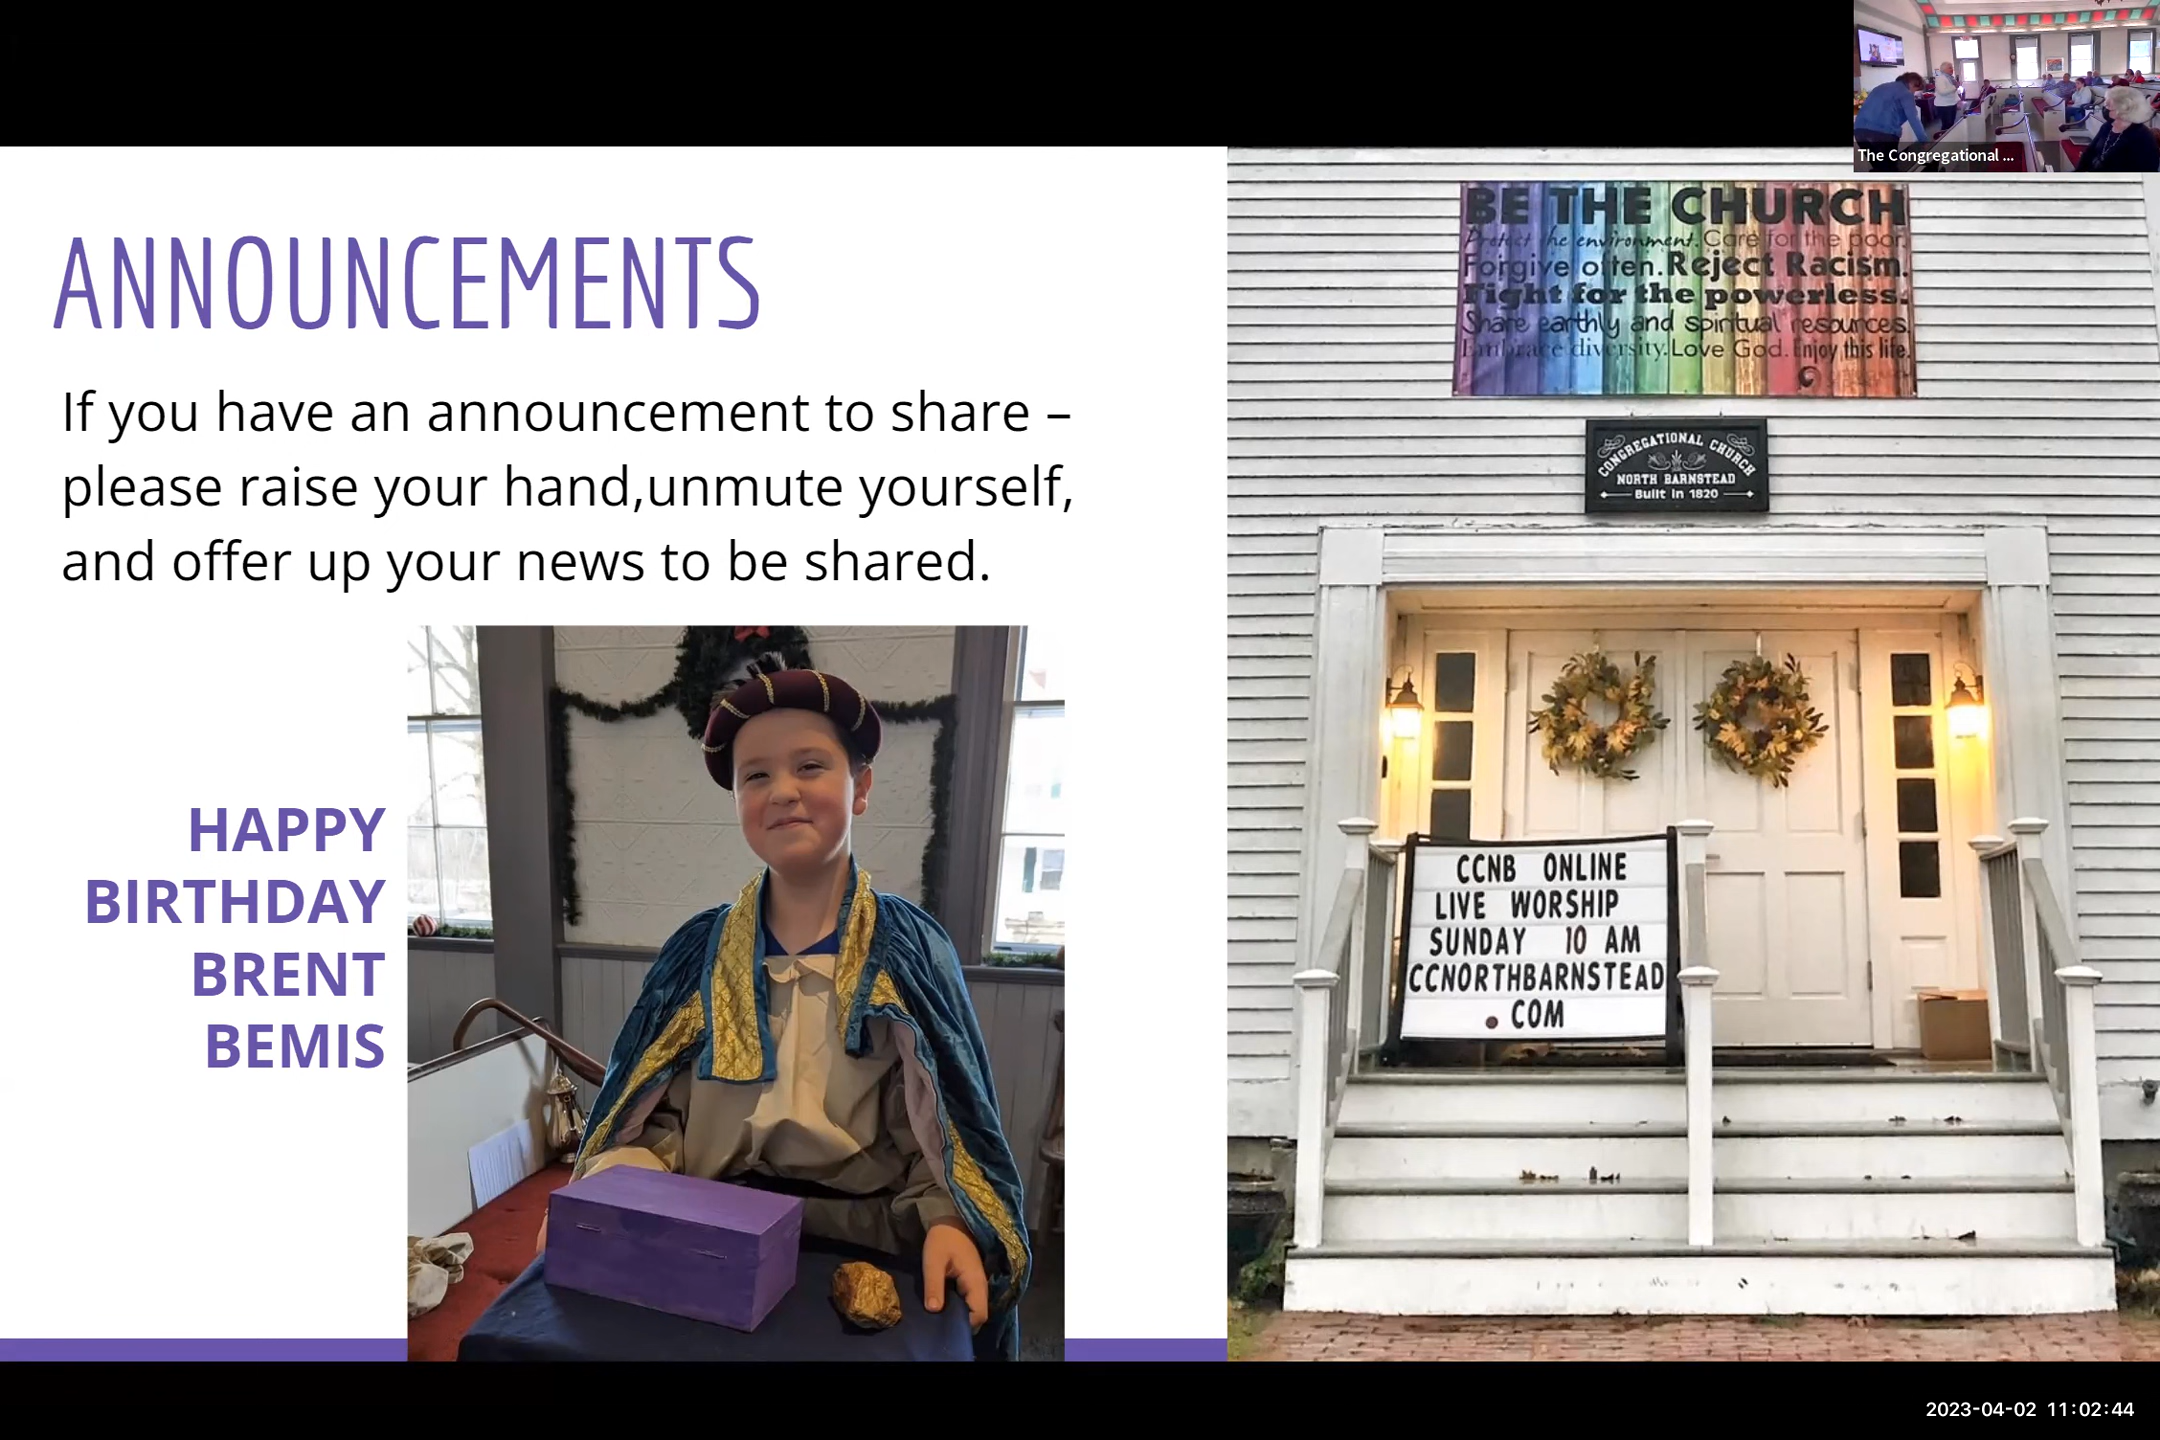 The Congregational ...
ANNOUNCEMENTS
If you have an announcement to share –
please raise your hand,unmute yourself,
and offer up your news to be shared.
HAPPY
BIRTHDAY
BRENT
BEMIS
BE THE CHURCH
Protect the environment. Care for the poor.
Forgive often. Reject Racism.
Fight for the powerless.
Share earthly and spiritual resources.
Embrace diversity. Love God. Enjoy this life.
CONGREGATIONAL CHURCH
NORTH BARNSTEAD
Built in 1820
CCNB ONLINE
LIVE WORSHIP
SUNDAY 10 AM
CCNORTHBARNSTEAD
. COM
2023-04-02 11:02:44